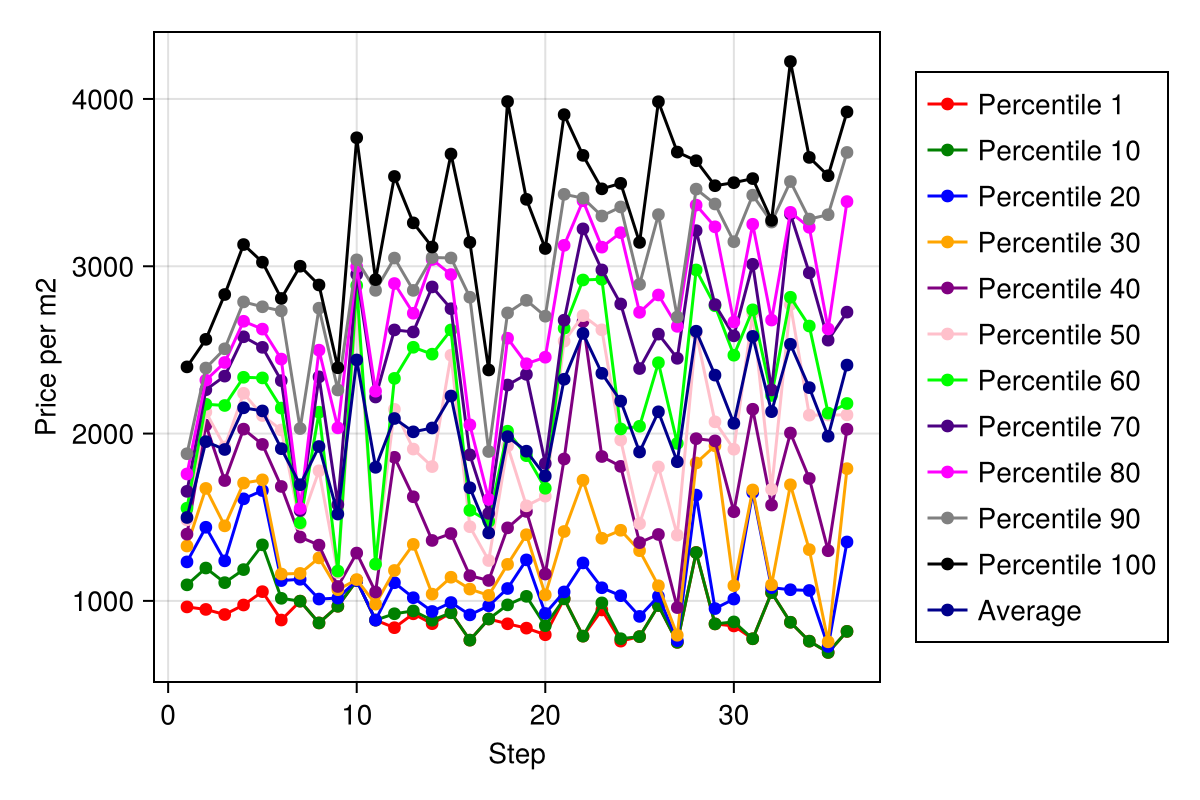 4000
3000
2000
1000
Price per m2
0
10
20
30
Step
Percentile 1
Percentile 10
Percentile 20
Percentile 30
Percentile 40
Percentile 50
Percentile 60
Percentile 70
Percentile 80
Percentile 90
Percentile 100
Average